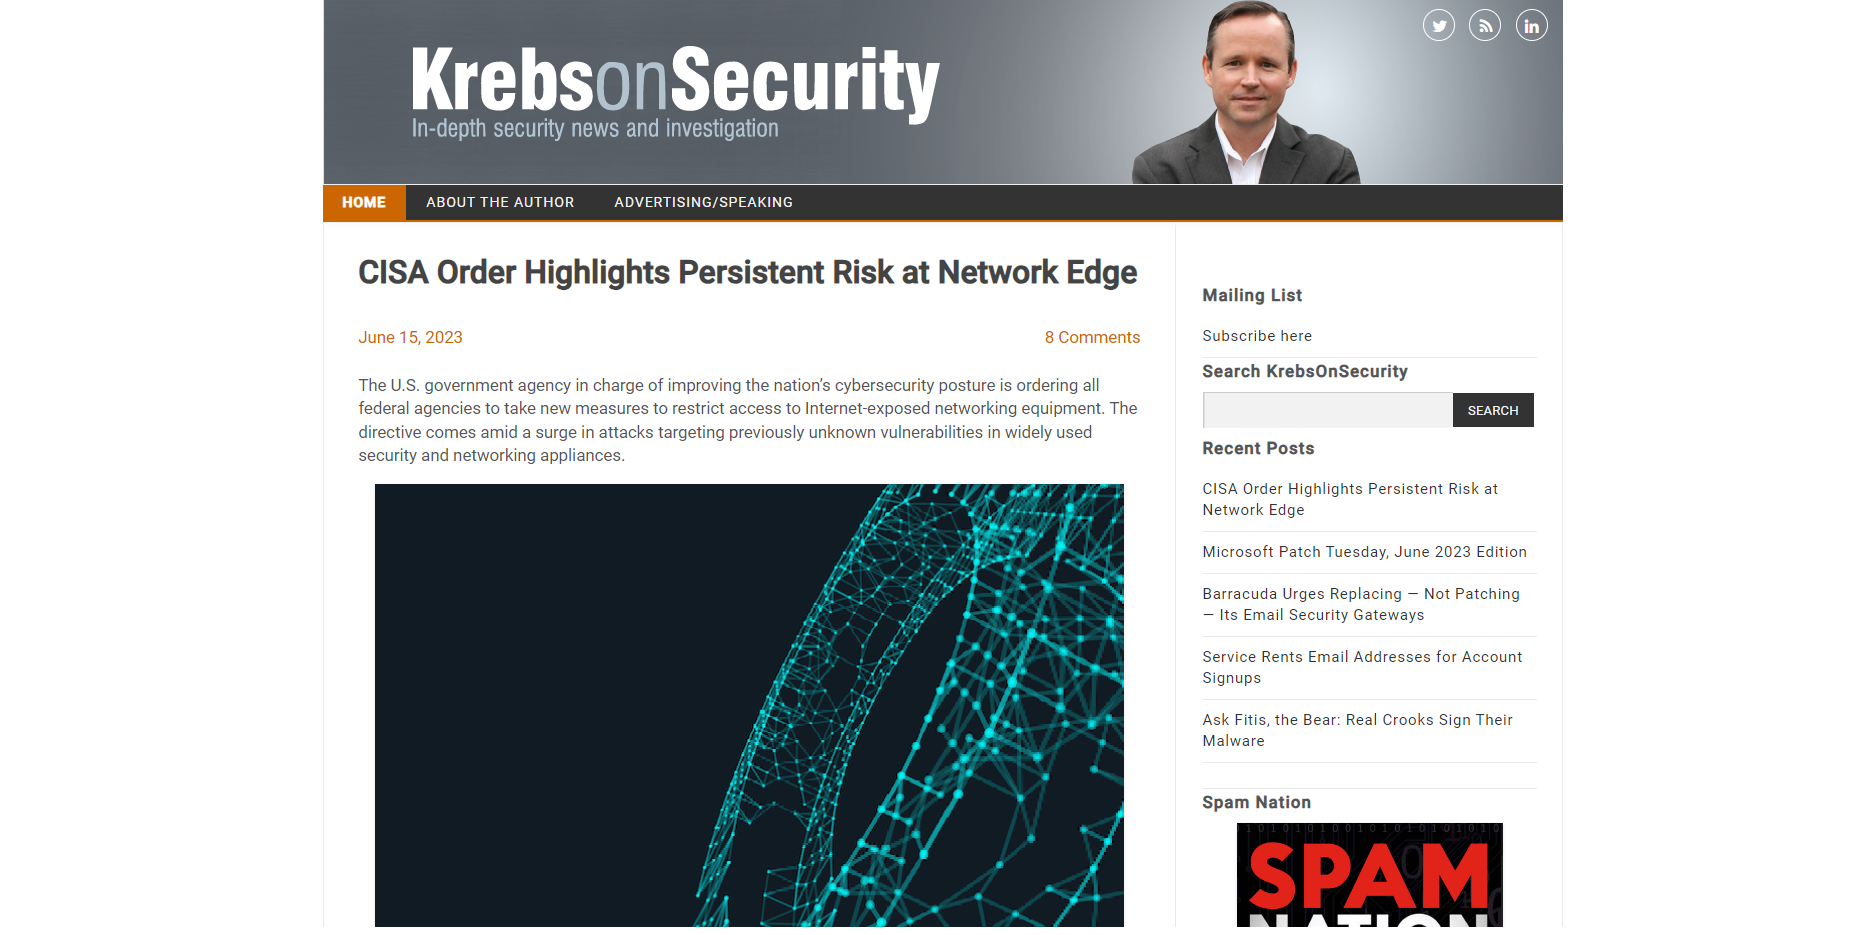 KrebsonSecurity
In-depth security news and investigation
HOME
ABOUT THE AUTHOR
ADVERTISING/SPEAKING
CISA Order Highlights Persistent Risk at Network Edge
June 15, 2023
8 Comments
The U.S. government agency in charge of improving the nation’s cybersecurity posture is ordering all
federal agencies to take new measures to restrict access to Internet-exposed networking equipment. The
directive comes amid a surge in attacks targeting previously unknown vulnerabilities in widely used
security and networking appliances.
Mailing List
Subscribe here
Search KrebsOnSecurity
SEARCH
Recent Posts
CISA Order Highlights Persistent Risk at
Network Edge
Microsoft Patch Tuesday, June 2023 Edition
Barracuda Urges Replacing — Not Patching
— Its Email Security Gateways
Service Rents Email Addresses for Account
Signups
Ask Fitis, the Bear: Real Crooks Sign Their
Malware
Spam Nation
SPAM
NATION